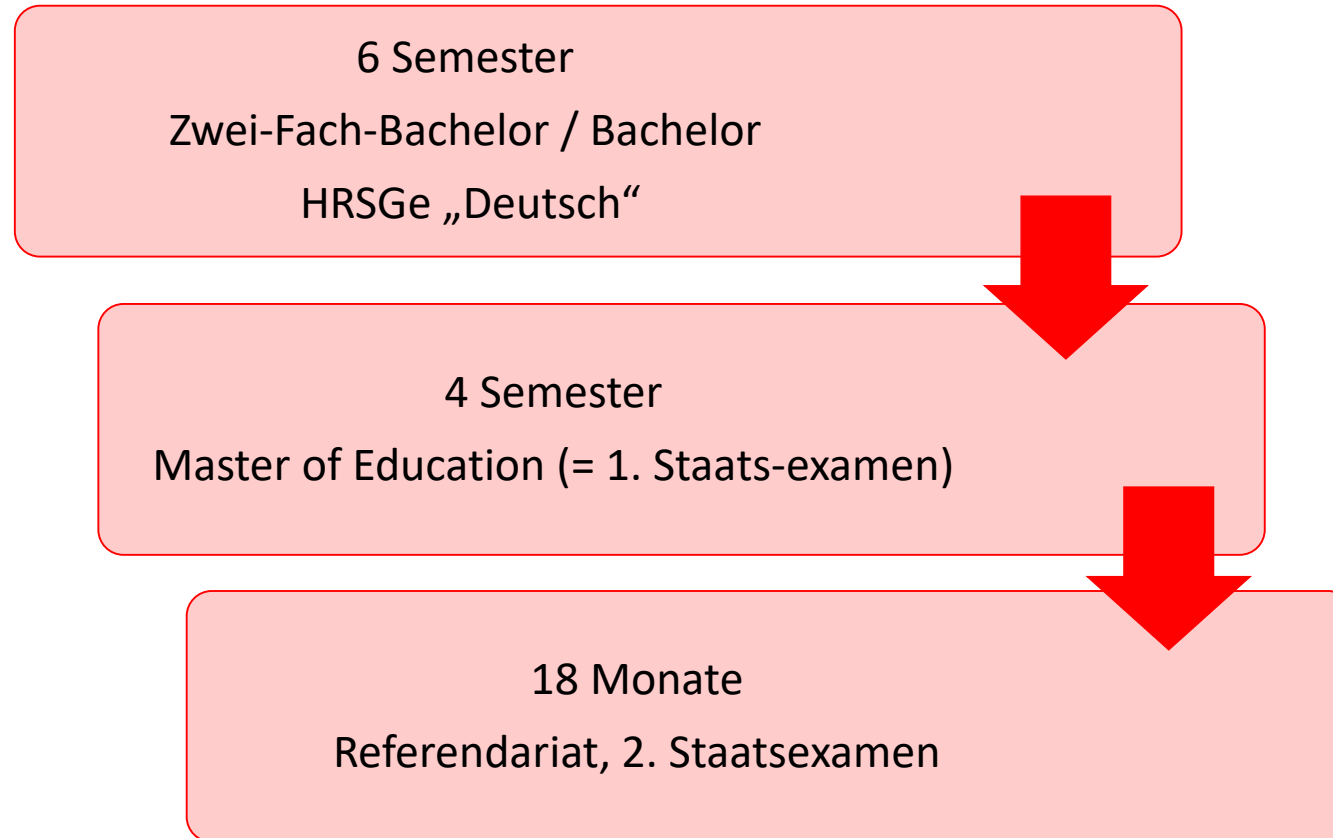 6 Semester
Zwei-Fach-Bachelor / Bachelor
HRSGe „Deutsch“
4 Semester
Master of Education (= 1. Staats-examen)
18 Monate
Referendariat, 2. Staatsexamen